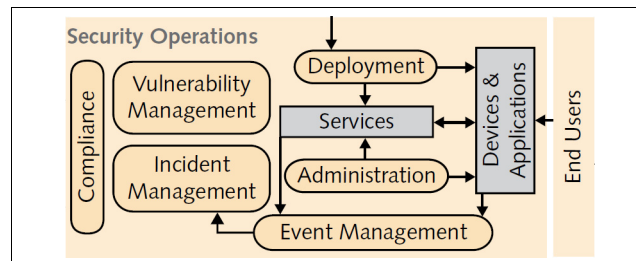 Security Operations
Compliance
Vulnerability
Management
Incident
Management
Deployment
Services
Administration
Event Management
Devices &
Applications
End Users